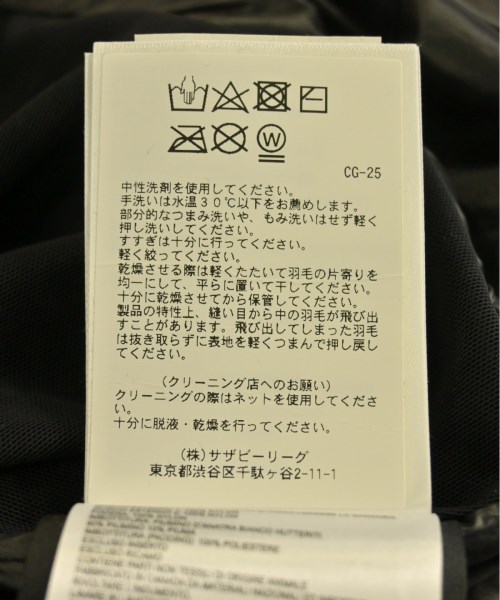 W
CG-25
中性洗剤を使用してください。
手洗いは水温30℃以下をお薦めします。
部分的なつまみ洗いや、もみ洗いはせず軽く
押し洗いしてください。
すすぎは十分に行ってください。
軽く絞ってください。
乾燥させる際は軽くたたいて羽毛の片寄りを
均一にして、平らに置いて干してください。
十分に乾燥させてから保管してください。
製品の特性上、縫い目から中の羽毛が飛び出
すことがあります。飛び出してしまった羽毛
は抜き取らずに表地を軽くつまんで押し戻し
てください。
（クリーニング店へのお願い）
クリーニングの際はネットを使用してくださ
い。
十分に脱液・乾燥を行ってください。
（株）サザビーリーグ
東京都渋谷区千駄ヶ谷2-11-1